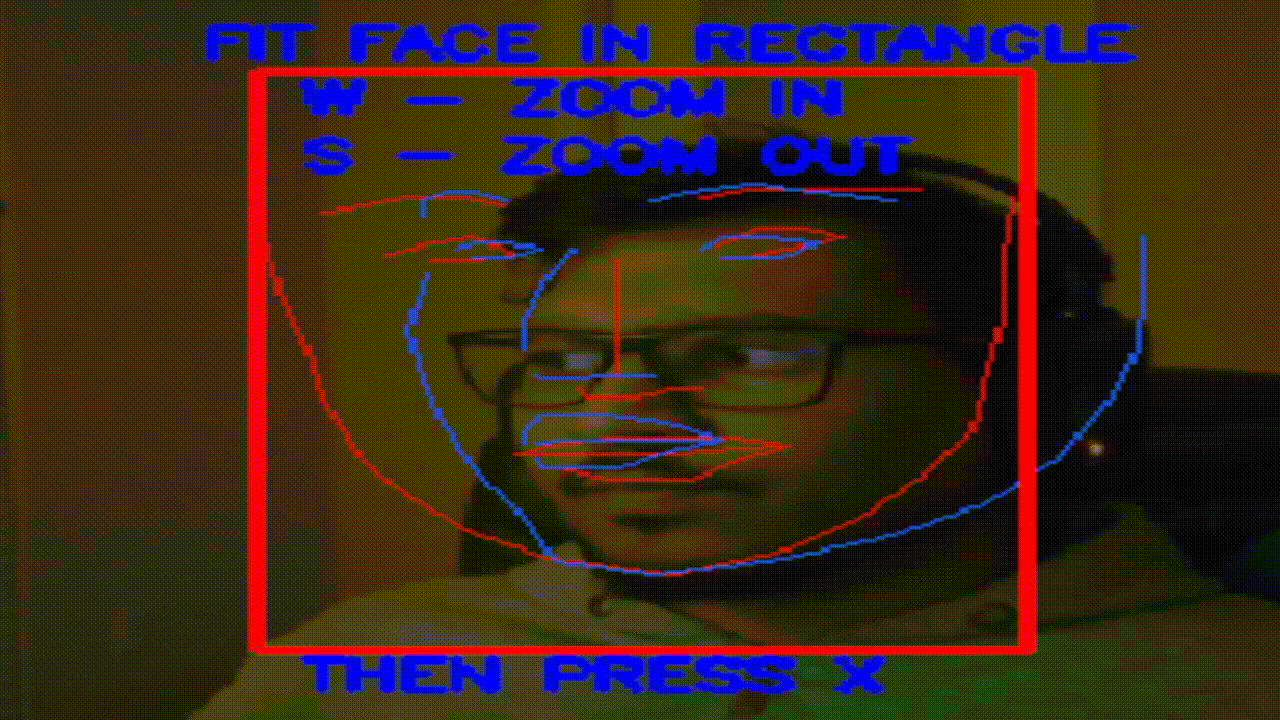 FIT FACE IN RECTANGLE
W - ZOOM IN
S - ZOOM OUT
THEN PRESS X